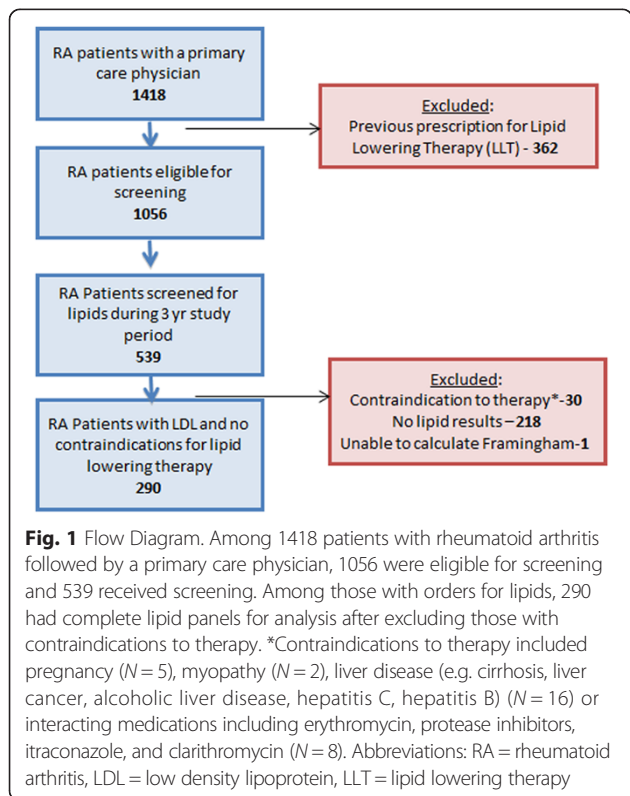 RA patients with a primary
care physician
1418
Excluded:
Previous prescription for Lipid
Lowering Therapy (LLT) - 362
RA patients eligible for
screening
1056
RA Patients screened for
lipids during 3 yr study
period
539
Excluded:
Contraindication to therapy*-30
No lipid results – 218
Unable to calculate Framingham-1
RA Patients with LDL and no
contraindications for lipid
lowering therapy
290
Fig. 1 Flow Diagram. Among 1418 patients with rheumatoid arthritis
followed by a primary care physician, 1056 were eligible for screening
and 539 received screening. Among those with orders for lipids, 290
had complete lipid panels for analysis after excluding those with
contraindications to therapy. *Contraindications to therapy included
pregnancy (N = 5), myopathy (N = 2), liver disease (e.g. cirrhosis, liver
cancer, alcoholic liver disease, hepatitis C, hepatitis B) (N = 16) or
interacting medications including erythromycin, protease inhibitors,
itraconazole, and clarithromycin (N = 8). Abbreviations: RA = rheumatoid
arthritis, LDL = low density lipoprotein, LLT = lipid lowering therapy